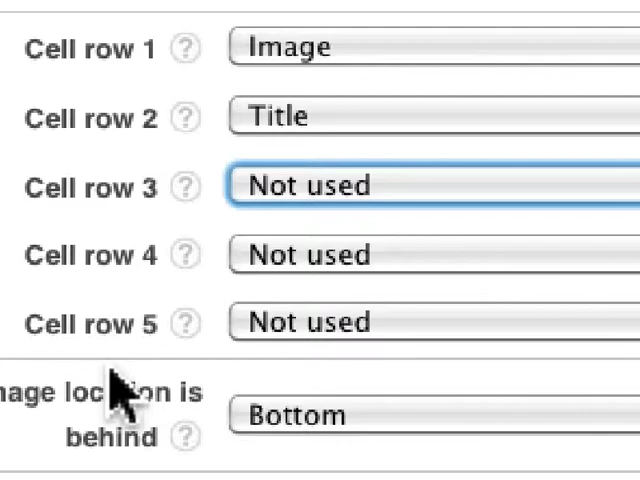 Cell row 1 ? Image
Cell row 2 ? Title
Cell row 3 ? Not used
Cell row 4 ? Not used
Cell row 5 ? Not used
is
behind ? Bottom